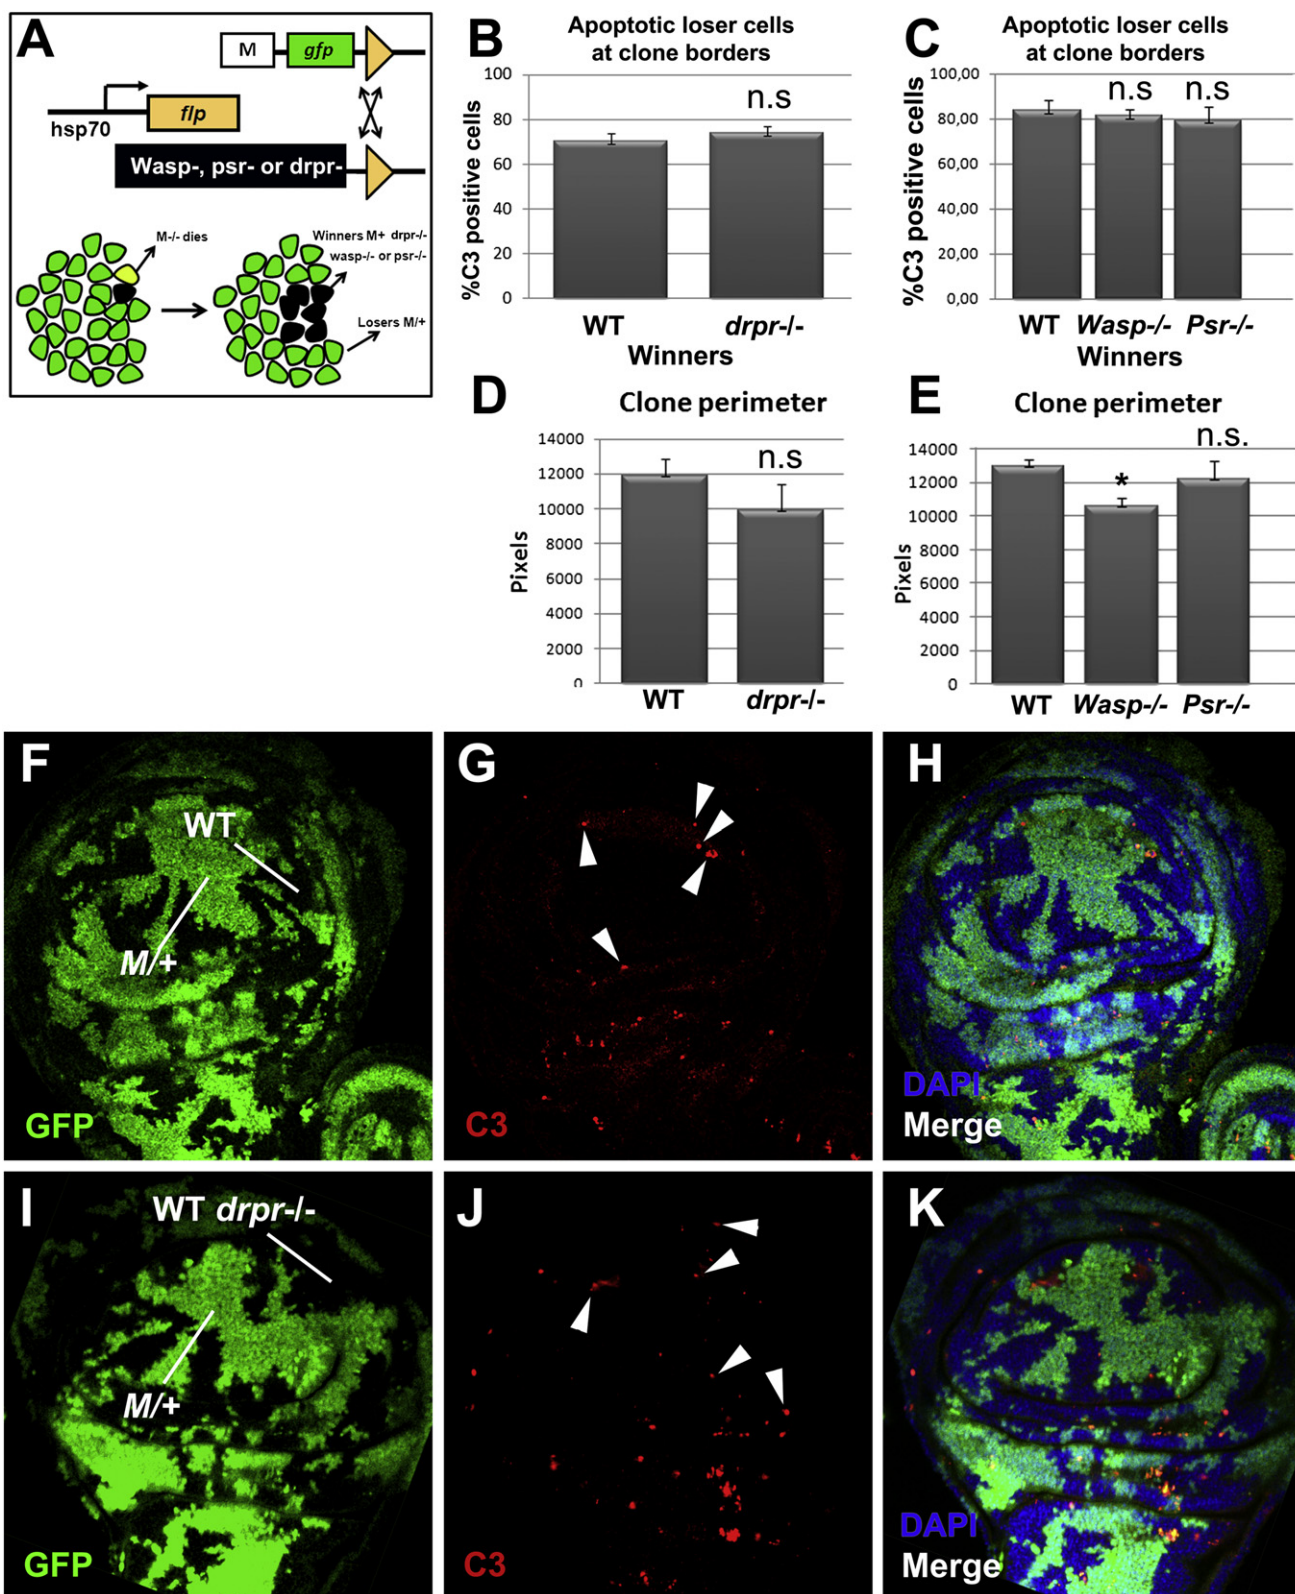 A
M
gfp
hsp70
flp
Wasp-, psr- or drpr-
M-/- dies
Winners M+ drpr-/-
wasp-/- or psr-/-
Losers M/+
B
Apoptotic loser cells
at clone borders
%C3 positive cells
100
80
60
40
20
0
n.s
WT
drpr-/-
Winners
C
Apoptotic loser cells
at clone borders
%C3 positive cells
100,00
80,00
60,00
40,00
20,00
0,00
n.s
n.s
WT
Wasp-/-
Psr-/-
Winners
D
Clone perimeter
Pixels
14000
12000
10000
8000
6000
4000
2000
0
n.s
WT
drpr-/-
E
Clone perimeter
Pixels
14000
12000
10000
8000
6000
4000
2000
0
*
n.s.
WT
Wasp-/-
Psr-/-
F
WT
M/+
GFP
G
C3
H
DAPI
Merge
I
WT drpr-/-
M/+
GFP
J
C3
K
DAPI
Merge